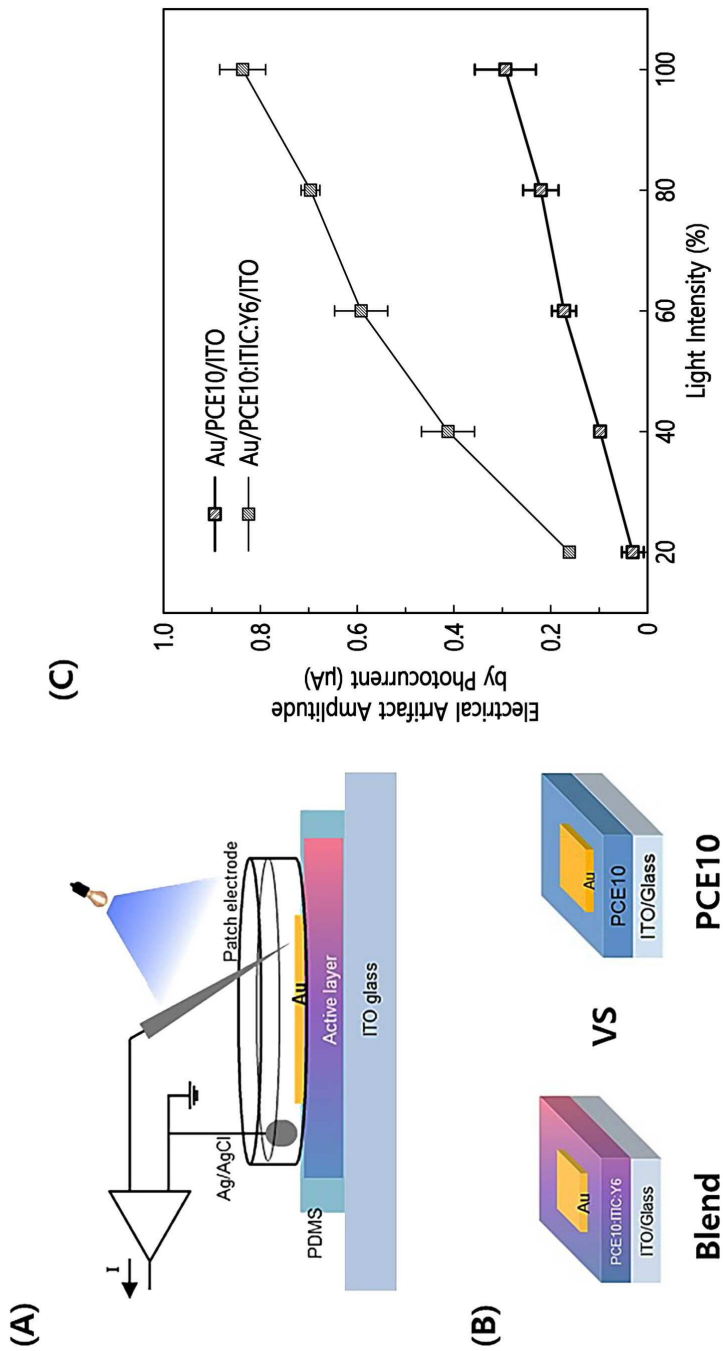 (A)
I
Ag/AgCl
Patch electrode
PDMS
Au
Active layer
ITO glass
(B)
Au
PCE10:ITIC:Y6
ITO/Glass
Blend
VS
Au
PCE10
ITO/Glass
PCE10
(C)
Electrical Artifact Amplitude
by Photocurrent (μA)
1.0
0.8
0.6
0.4
0.2
0
Au/PCE10/ITO
Au/PCE10:ITIC:Y6/ITO
20
40
60
80
100
Light Intensity (%)